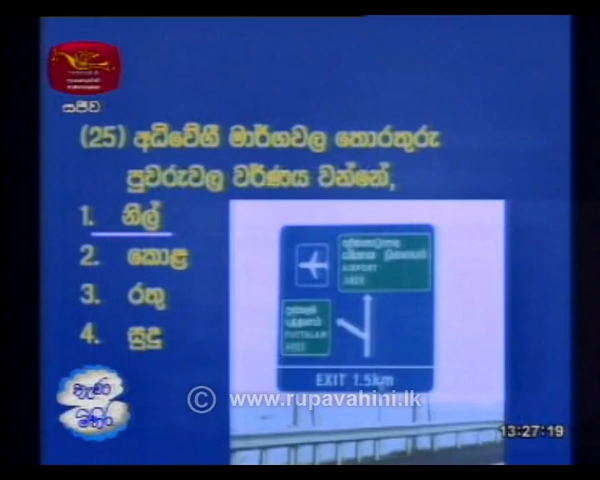 සජීව
(25) අධිවේගී මාර්ගවල තොරතුරු
පුවරුවල වර්ණය වන්නේ,
1. නිල්
2. කොළ
3. රතු
4. සුදු
AIRPORT
PUTTALAM
EXIT 1.5km
© www.rupavahini.lk
නැණ
මිහිර
13:27:19